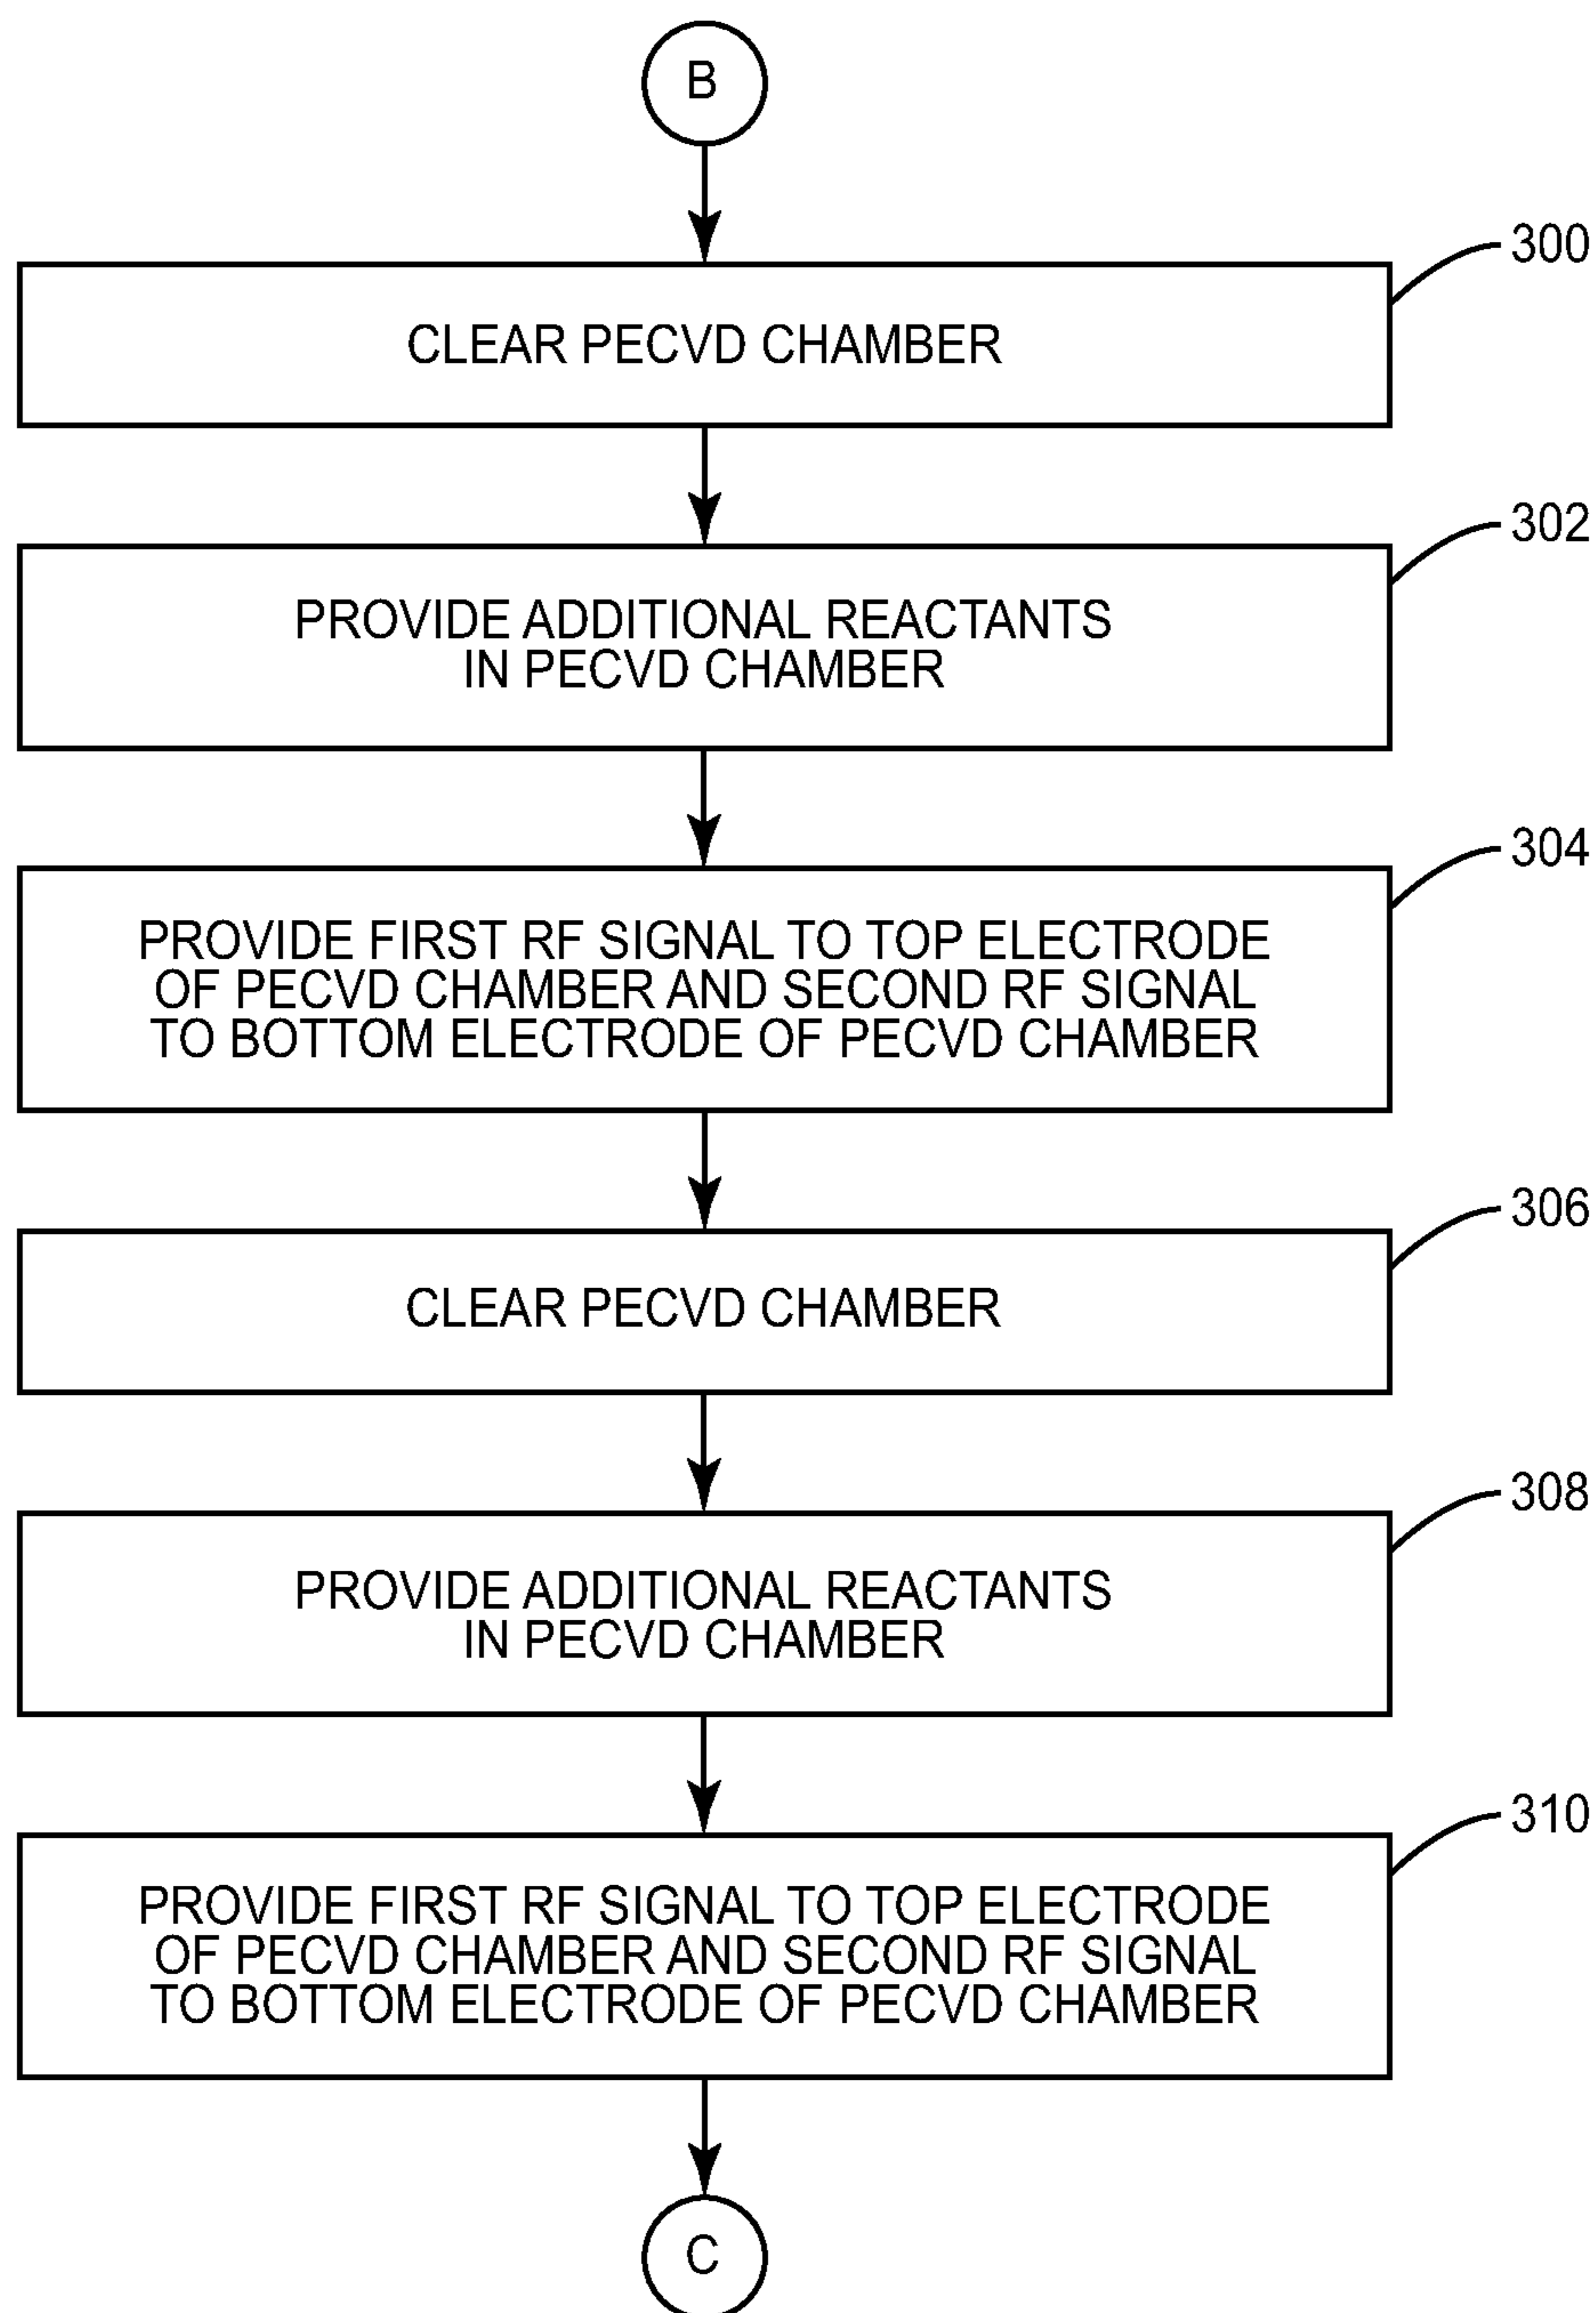 B
300
CLEAR PECVD CHAMBER
302
PROVIDE ADDITIONAL REACTANTS
IN PECVD CHAMBER
304
PROVIDE FIRST RF SIGNAL TO TOP ELECTRODE
OF PECVD CHAMBER AND SECOND RF SIGNAL
TO BOTTOM ELECTRODE OF PECVD CHAMBER
306
CLEAR PECVD CHAMBER
308
PROVIDE ADDITIONAL REACTANTS
IN PECVD CHAMBER
310
PROVIDE FIRST RF SIGNAL TO TOP ELECTRODE
OF PECVD CHAMBER AND SECOND RF SIGNAL
TO BOTTOM ELECTRODE OF PECVD CHAMBER
C